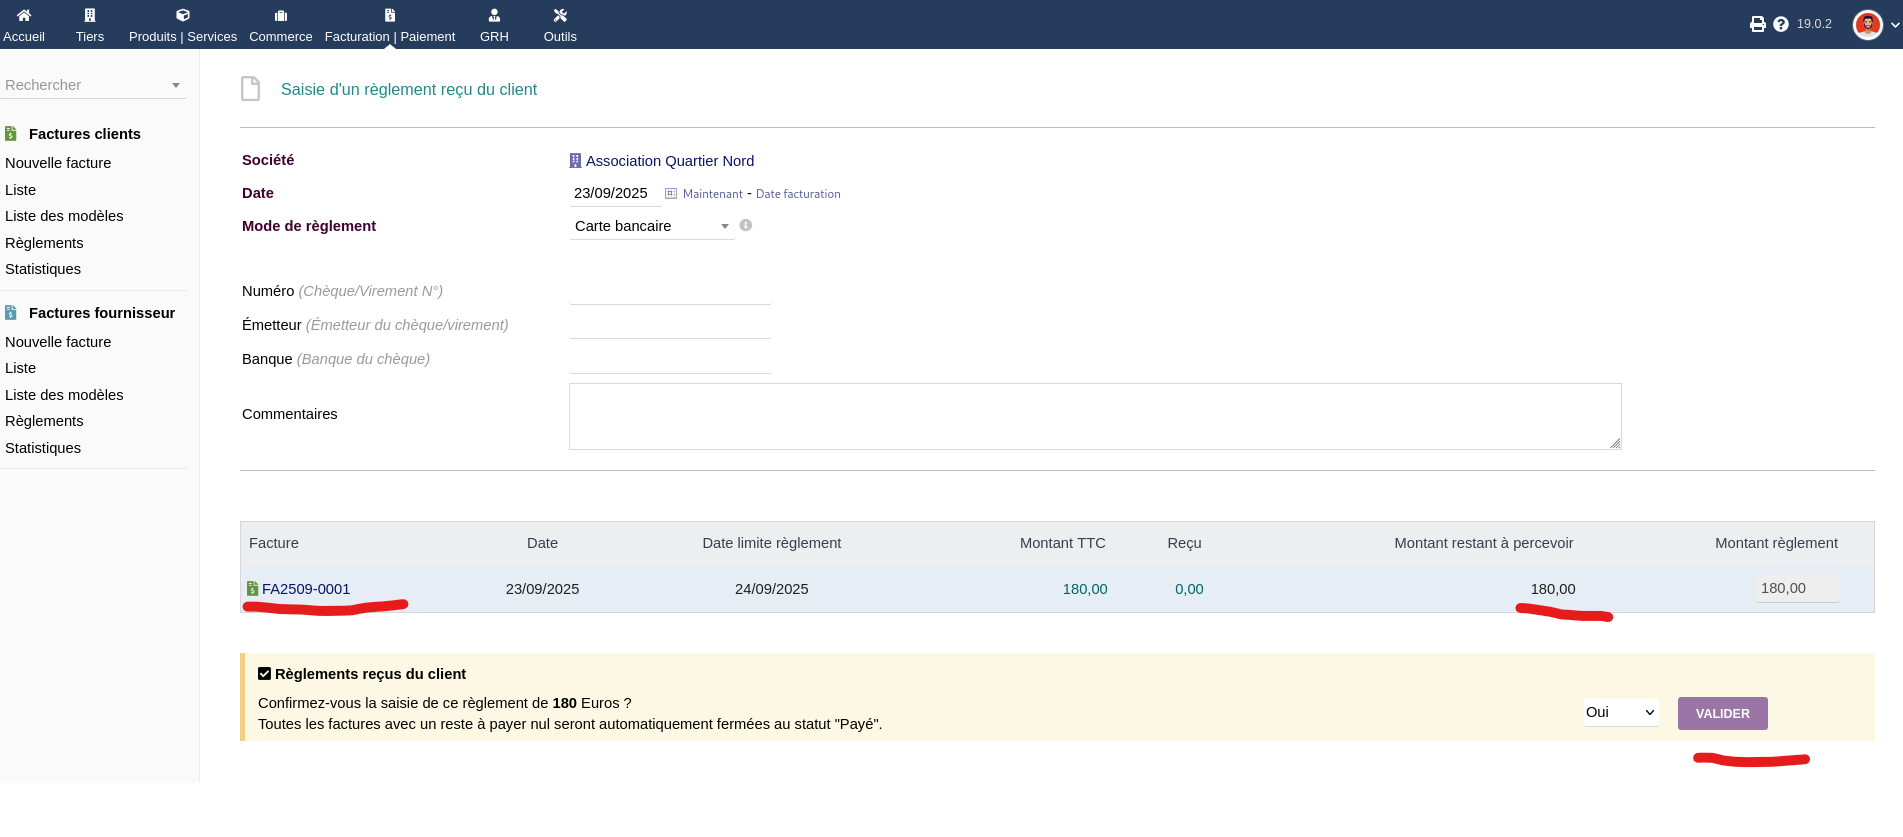 Accueil
Tiers
Produits | Services
Commerce
Facturation | Paiement
GRH
Outils
19.0.2
Rechercher
Factures clients
Nouvelle facture
Liste
Liste des modèles
Règlements
Statistiques
Factures fournisseur
Nouvelle facture
Liste
Liste des modèles
Règlements
Statistiques
Saisie d'un règlement reçu du client
Société Association Quartier Nord
Date 23/09/2025 Maintenant - Date facturation
Mode de règlement Carte bancaire
Numéro (Chèque/Virement N°)
Émetteur (Émetteur du chèque/virement)
Banque (Banque du chèque)
Commentaires
Facture Date Date limite règlement Montant TTC Reçu Montant restant à percevoir Montant règlement
FA2509-0001 23/09/2025 24/09/2025 180,00 0,00 180,00 180,00
Règlements reçus du client
Confirmez-vous la saisie de ce règlement de 180 Euros ?
Toutes les factures avec un reste à payer nul seront automatiquement fermées au statut "Payé".
Oui VALIDER